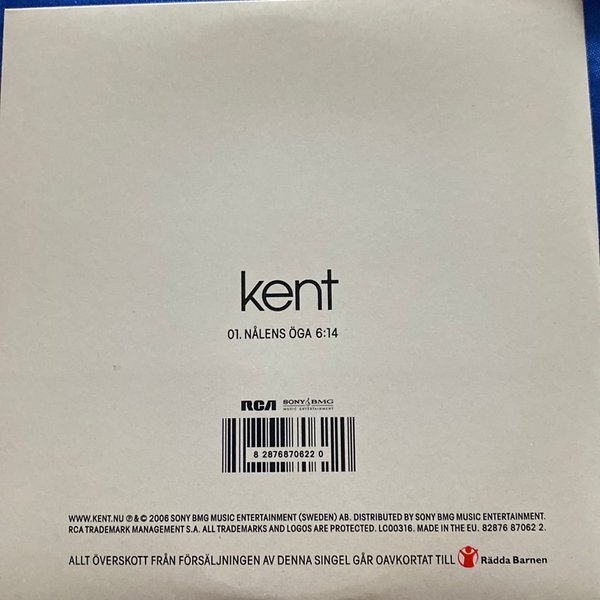 kent
01. NÅLENS ÖGA 6:14
RCA SONY BMG
MUSIC ENTERTAINMENT
8 2876870622 0
WWW.KENT.NU ℗ & © 2006 SONY BMG MUSIC ENTERTAINMENT (SWEDEN) AB. DISTRIBUTED BY SONY BMG MUSIC ENTERTAINMENT.
RCA TRADEMARK MANAGEMENT S.A. ALL TRADEMARKS AND LOGOS ARE PROTECTED. LC00316. MADE IN THE EU. 82876 87062 2.
ALLT ÖVERSKOTT FRÅN FÖRSÄLJNINGEN AV DENNA SINGEL GÅR OAVKORTAT TILL Rädda Barnen